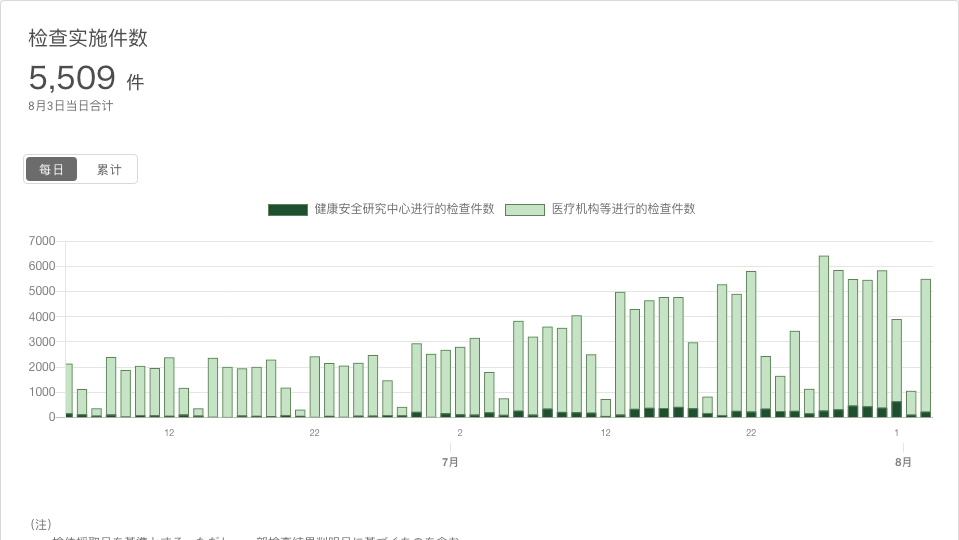 检查实施件数
5,509 件
8月3日当日合计
每日 累计
健康安全研究中心进行的检查件数 医疗机构等进行的检查件数
7000
6000
5000
4000
3000
2000
1000
0
12 22 2 12 22 1
7月 8月
(注)